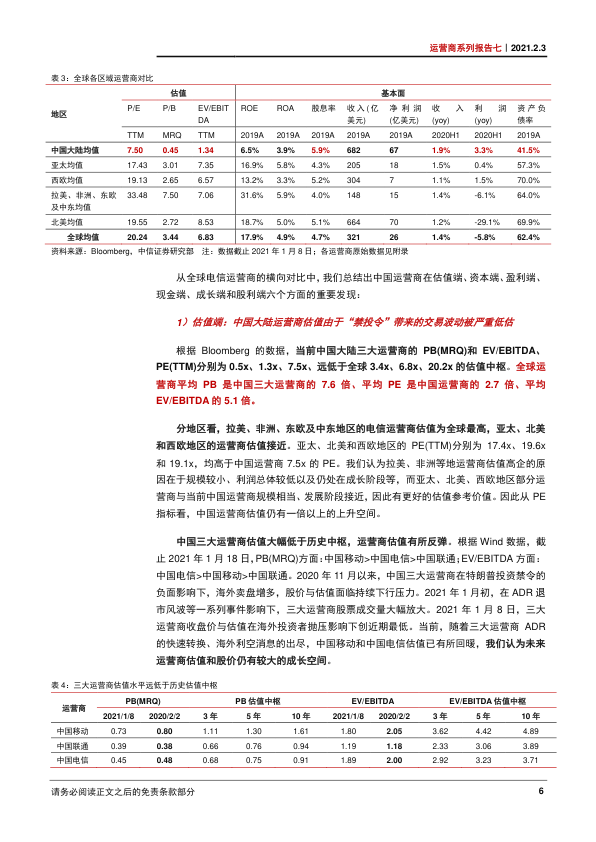 运营商系列报告七｜2021.2.3
表 3：全球各区域运营商对比
估值 基本面
地区 P/E P/B EV/EBITDA ROE ROA 股息率 收入(亿美元) 净利润(亿美元) 收入(yoy) 利润(yoy) 资产负债率
TTM MRQ TTM 2019A 2019A 2019A 2019A 2019A 2020H1 2020H1 2019A
中国大陆均值 7.50 0.45 1.34 6.5% 3.9% 5.9% 682 67 1.9% 3.3% 41.5%
亚太均值 17.43 3.01 7.35 16.9% 5.8% 4.3% 205 18 1.5% 0.4% 57.3%
西欧均值 19.13 2.65 6.57 13.2% 3.3% 5.2% 304 7 1.1% 1.5% 70.0%
拉美、非洲、东欧及中东均值 33.48 7.50 7.06 31.6% 5.9% 4.0% 148 15 1.4% -6.1% 64.0%
北美均值 19.55 2.72 8.53 18.7% 5.0% 5.1% 664 70 1.2% -29.1% 69.9%
全球均值 20.24 3.44 6.83 17.9% 4.9% 4.7% 321 26 1.4% -5.8% 62.4%
资料来源：Bloomberg，中信证券研究部 注：数据截止 2021 年 1 月 8 日；各运营商原始数据见附录
从全球电信运营商的横向对比中，我们总结出中国运营商在估值端、资本端、盈利端、
现金端、成长端和股利端六个方面的重要发现：
1）估值端：中国大陆运营商估值由于“禁投令”带来的交易波动被严重低估
根据 Bloomberg 的数据，当前中国大陆三大运营商的 PB(MRQ)和 EV/EBITDA、
PE(TTM)分别为 0.5x、1.3x、7.5x、远低于全球 3.4x、6.8x、20.2x 的估值中枢。全球运
营商平均 PB 是中国三大运营商的 7.6 倍、平均 PE 是中国运营商的 2.7 倍、平均
EV/EBITDA 的 5.1 倍。
分地区看，拉美、非洲、东欧及中东地区的电信运营商估值为全球最高，亚太、北美
和西欧地区的运营商估值接近。亚太、北美和西欧地区的 PE(TTM)分别为 17.4x、19.6x
和 19.1x，均高于中国运营商 7.5x 的 PE。我们认为拉美、非洲等地运营商估值高企的原
因在于规模较小、利润总体较低以及仍处在成长阶段等，而亚太、北美、西欧地区部分运
营商与当前中国运营商规模相当、发展阶段接近，因此有更好的估值参考价值。因此从 PE
指标看，中国运营商估值仍有一倍以上的上升空间。
中国三大运营商估值大幅低于历史中枢，运营商估值有所反弹。根据 Wind 数据，截
止 2021 年 1 月 18 日，PB(MRQ)方面：中国移动>中国电信>中国联通；EV/EBITDA 方面：
中国电信>中国移动>中国联通。2020 年 11 月以来，中国三大运营商在特朗普投资禁令的
负面影响下，海外卖盘增多，股价与估值面临持续下行压力。2021 年 1 月初，在 ADR 退
市风波等一系列事件影响下，三大运营商股票成交量大幅放大。2021 年 1 月 8 日，三大
运营商收盘价与估值在海外投资者抛压影响下创近期最低。当前，随着三大运营商 ADR
的快速转换、海外利空消息的出尽，中国移动和中国电信估值已有所回暖，我们认为未来
运营商估值和股价仍有较大的成长空间。
表 4：三大运营商估值水平远低于历史估值中枢
运营商 PB(MRQ) PB 估值中枢 EV/EBITDA EV/EBITDA 估值中枢
2021/1/8 2020/2/2 3 年 5 年 10 年 2021/1/8 2020/2/2 3 年 5 年 10 年
中国移动 0.73 0.80 1.11 1.30 1.61 1.80 2.05 3.62 4.42 4.89
中国联通 0.39 0.38 0.66 0.76 0.94 1.19 1.18 2.33 3.06 3.89
中国电信 0.45 0.48 0.68 0.75 0.91 1.89 2.00 2.92 3.23 3.71
请务必阅读正文之后的免责条款部分 6